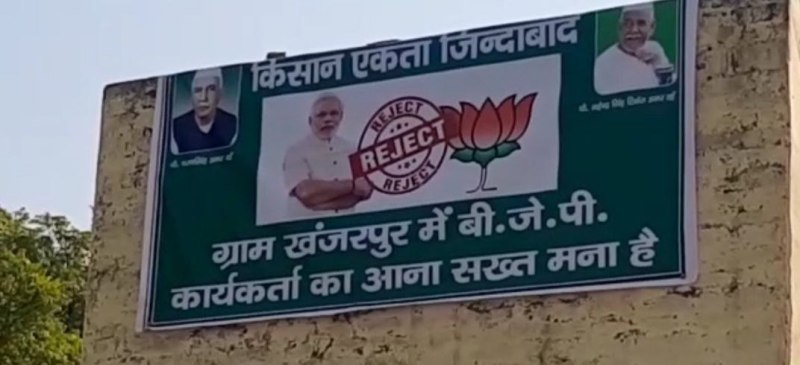 किसान एकता जिन्दाबाद
REJECT
REJECT
REJECT
ग्राम खंजरपुर में बी.जे.पी.
कार्यकर्ता का आना सख्त मना है